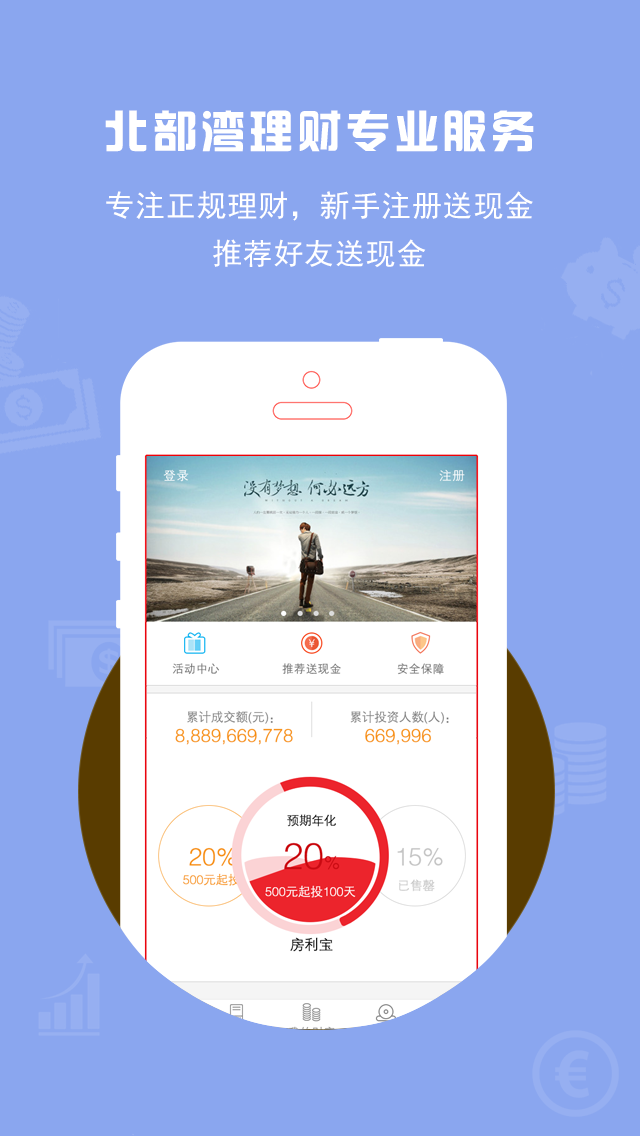 北部湾理财专业服务
专注正规理财，新手注册送现金
推荐好友送现金
登录
注册
没有梦想 何必远方
活动中心
推荐送现金
安全保障
累计成交额(元):
8,889,669,778
累计投资人数(人):
669,996
预期年化
20%
500元起投100天
20%
500元起投
15%
已售罄
房利宝